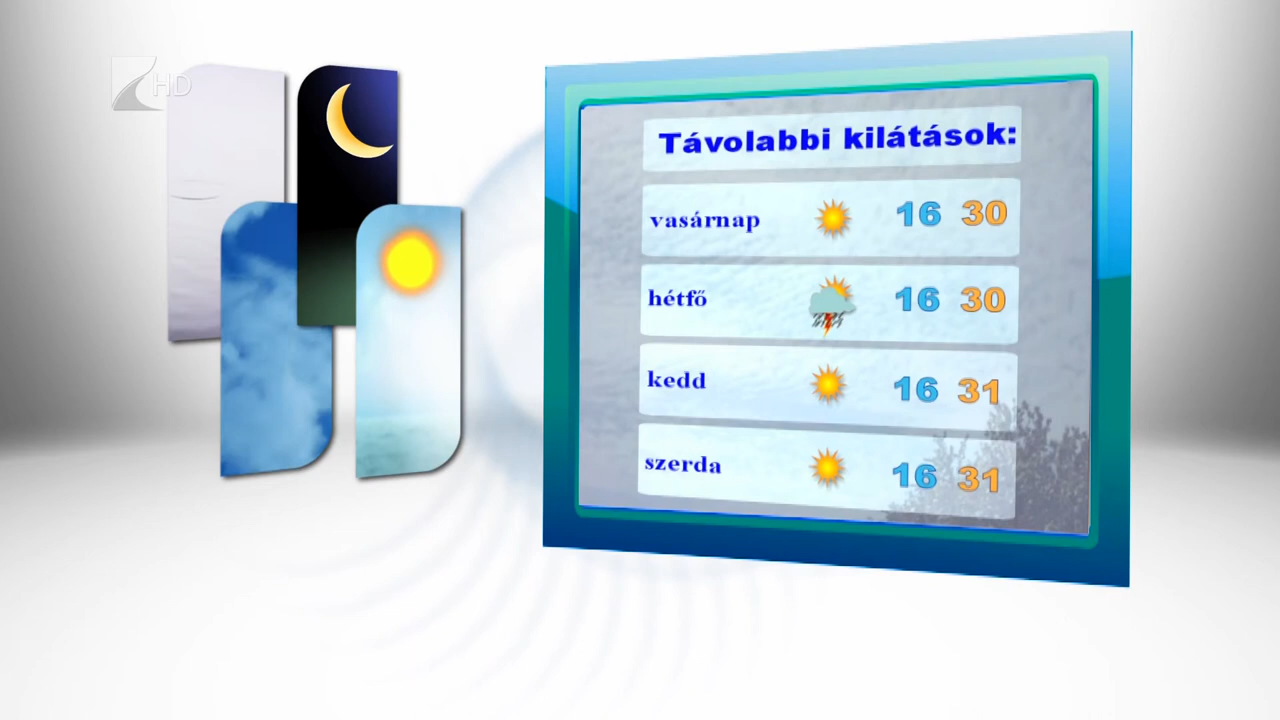 HD
Távolabbi kilátások:
vasárnap 16 30
hétfő 16 30
kedd 16 31
szerda 16 31